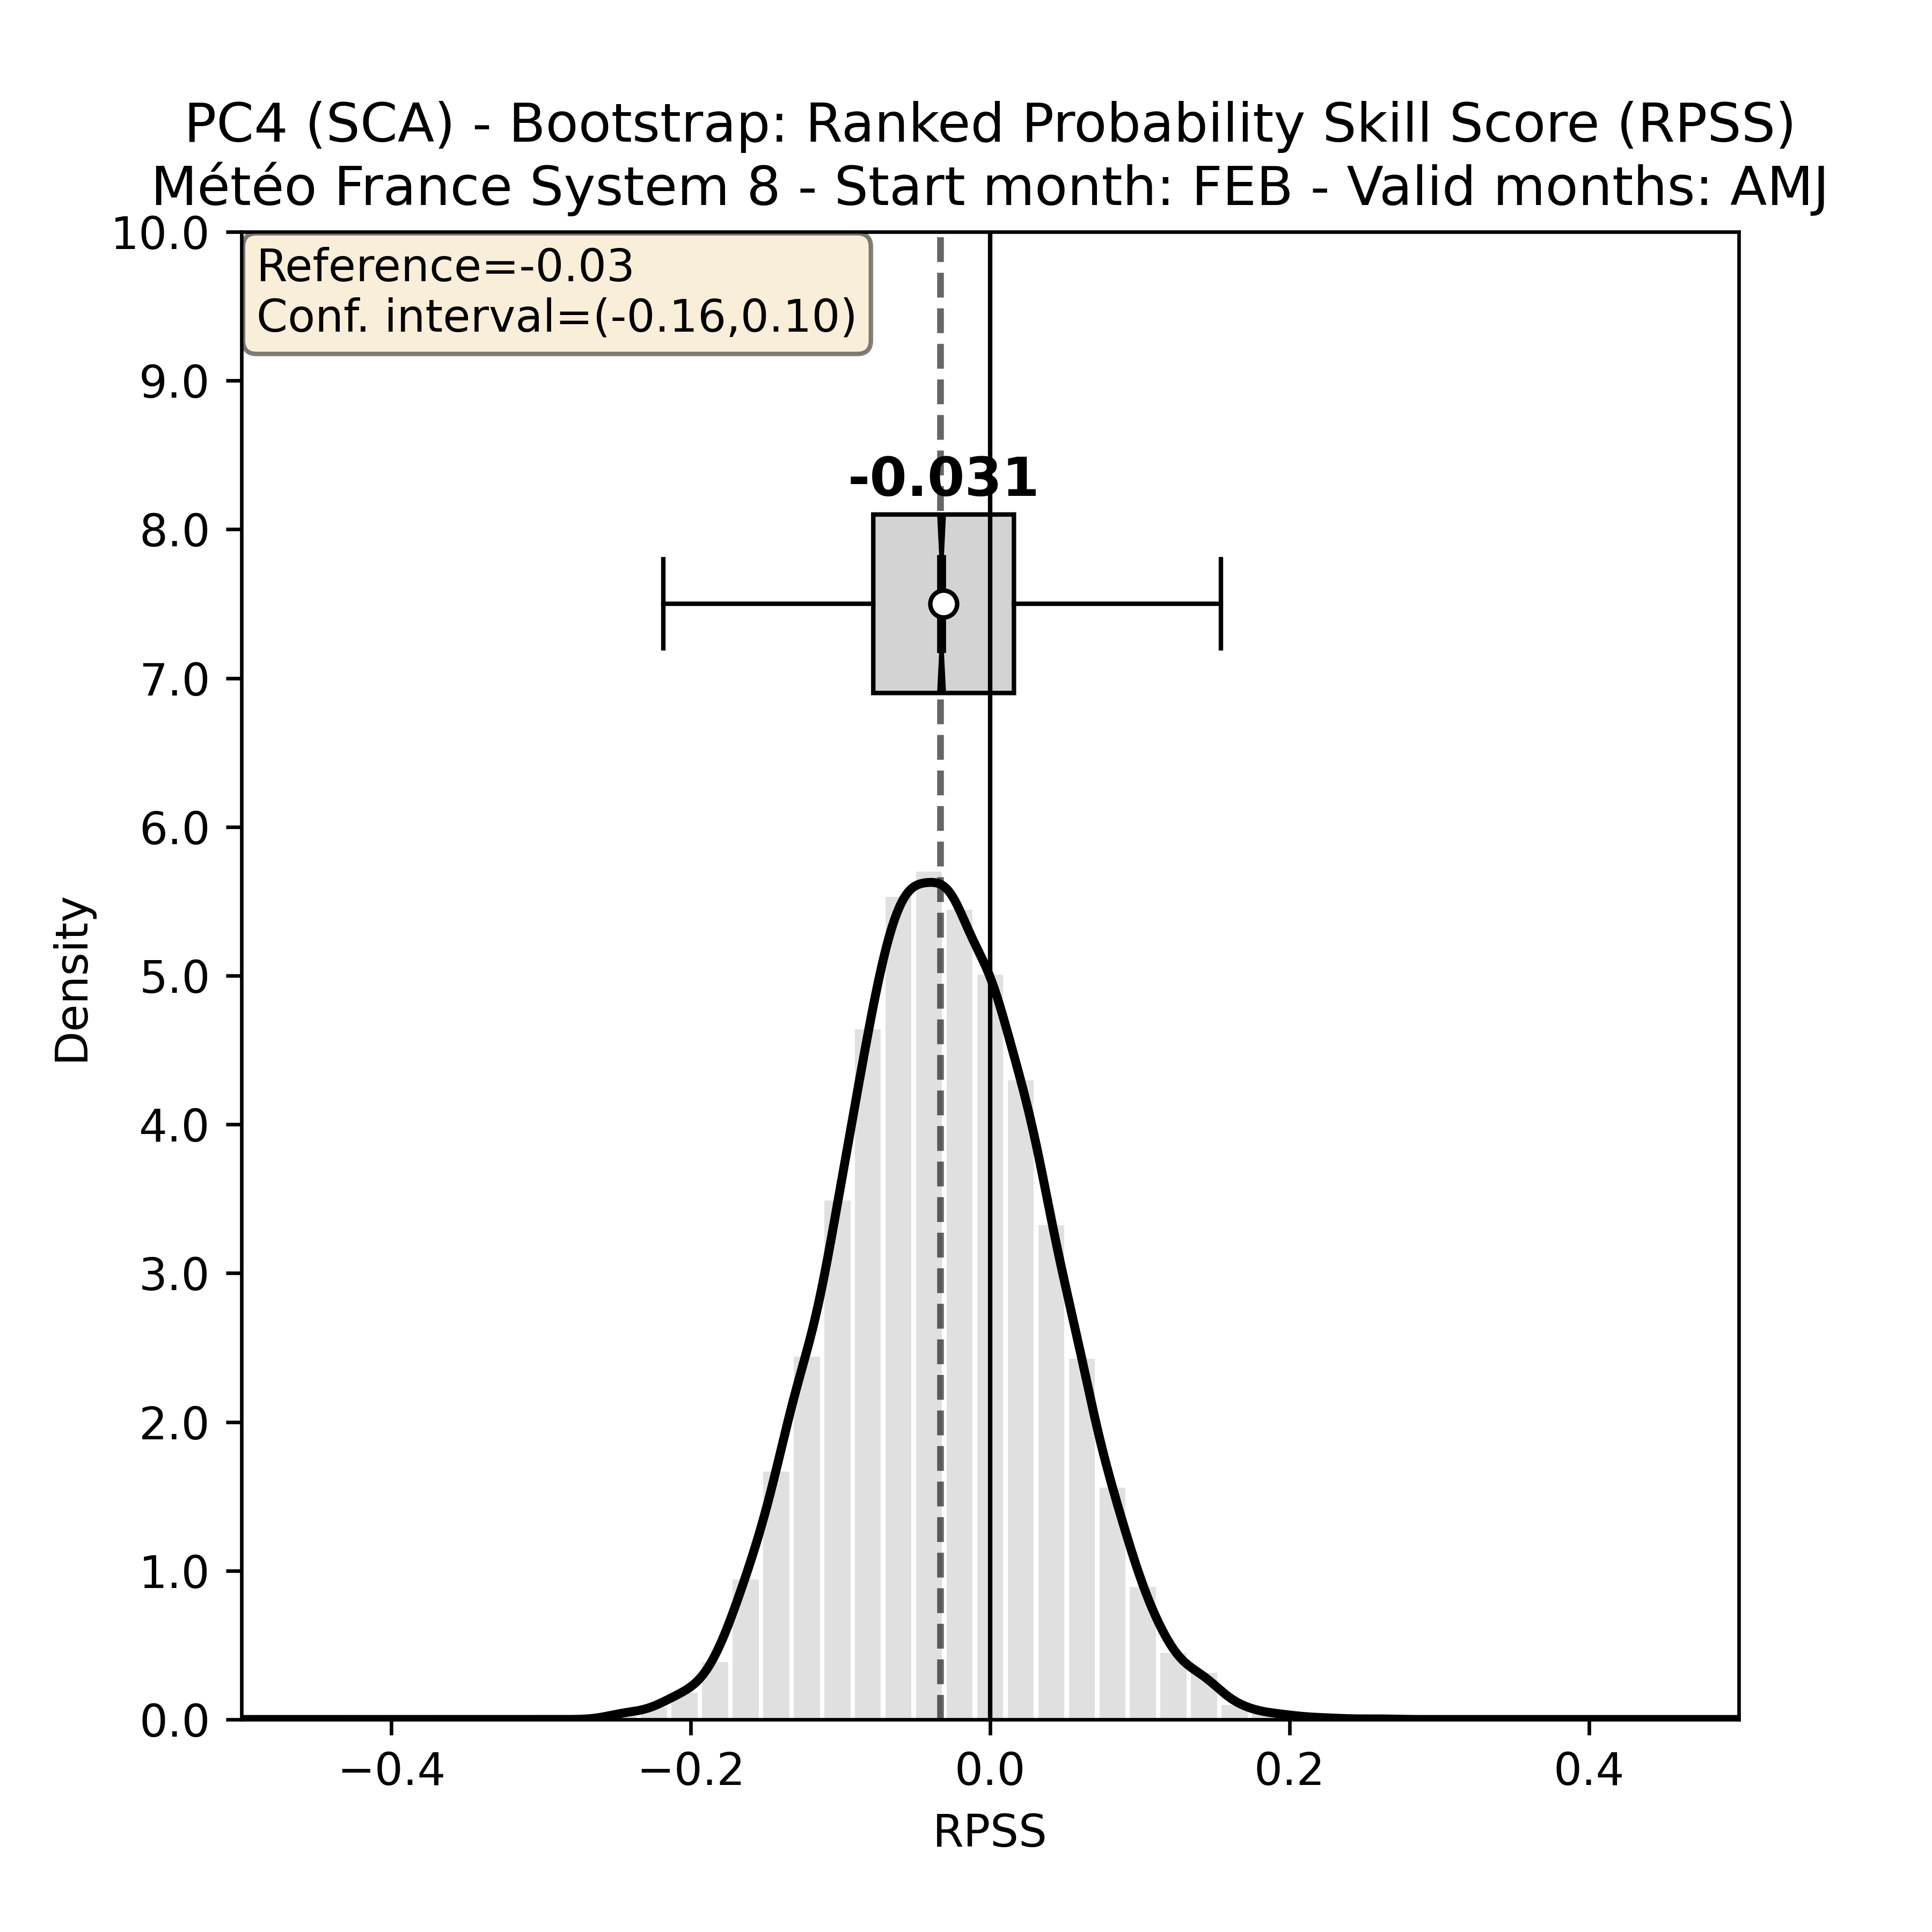 PC4 (SCA) - Bootstrap: Ranked Probability Skill Score (RPSS)
Météo France System 8 - Start month: FEB - Valid months: AMJ
10.0
Reference=-0.03
Conf. interval=(-0.16,0.10)
9.0
-0.031
8.0
7.0
6.0
Density
5.0
4.0
3.0
2.0
1.0
0.0
−0.4 −0.2 0.0 0.2 0.4
RPSS